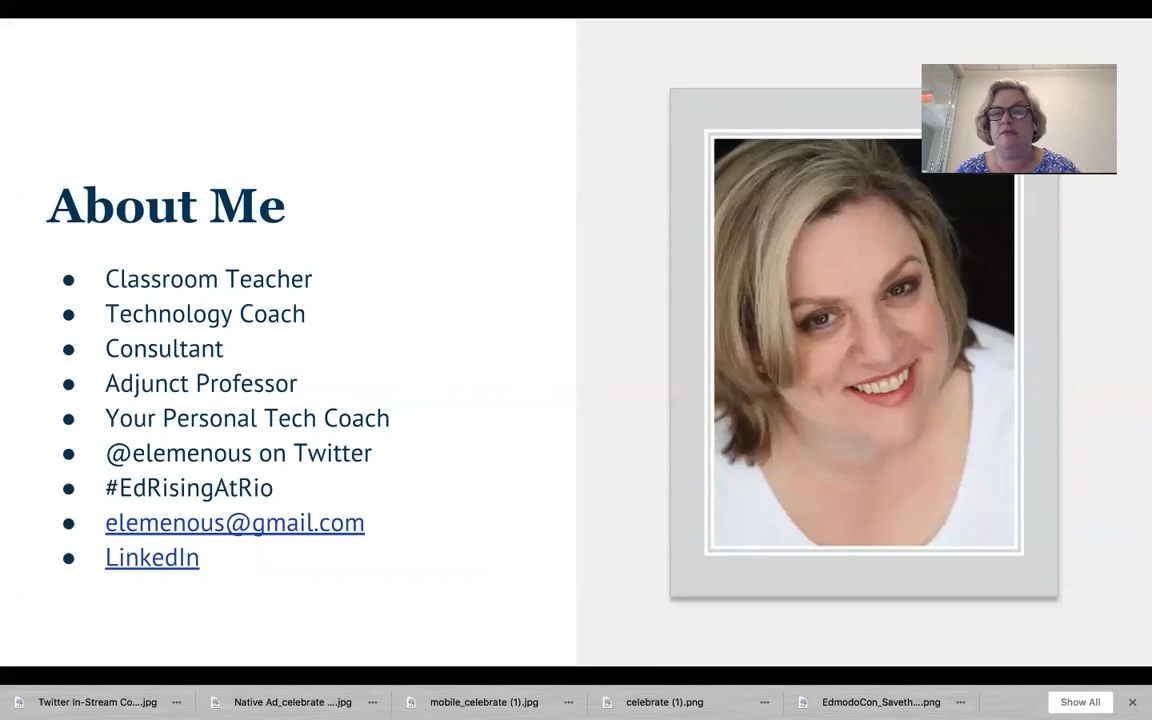 About Me
Classroom Teacher
Technology Coach
Consultant
Adjunct Professor
Your Personal Tech Coach
@elemenous on Twitter
#EdRisingAtRio
elemenous@gmail.com
LinkedIn
Twitter In-Stream Co....jpg
Native Ad_celebrate ....jpg
mobile_celebrate (1).jpg
celebrate (1).png
EdmodoCon_Saveth....png
Show All